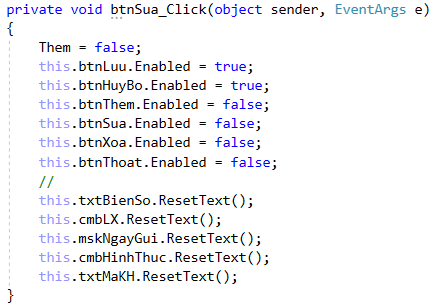 private void btnSua_Click(object sender, EventArgs e)
{
    Them = false;
    this.btnLuu.Enabled = true;
    this.btnHuyBo.Enabled = true;
    this.btnThem.Enabled = false;
    this.btnSua.Enabled = false;
    this.btnXoa.Enabled = false;
    this.btnThoat.Enabled = false;
    //
    this.txtBienSo.ResetText();
    this.cmbLX.ResetText();
    this.mskNgayGui.ResetText();
    this.cmbHinhThuc.ResetText();
    this.txtMaKH.ResetText();
}